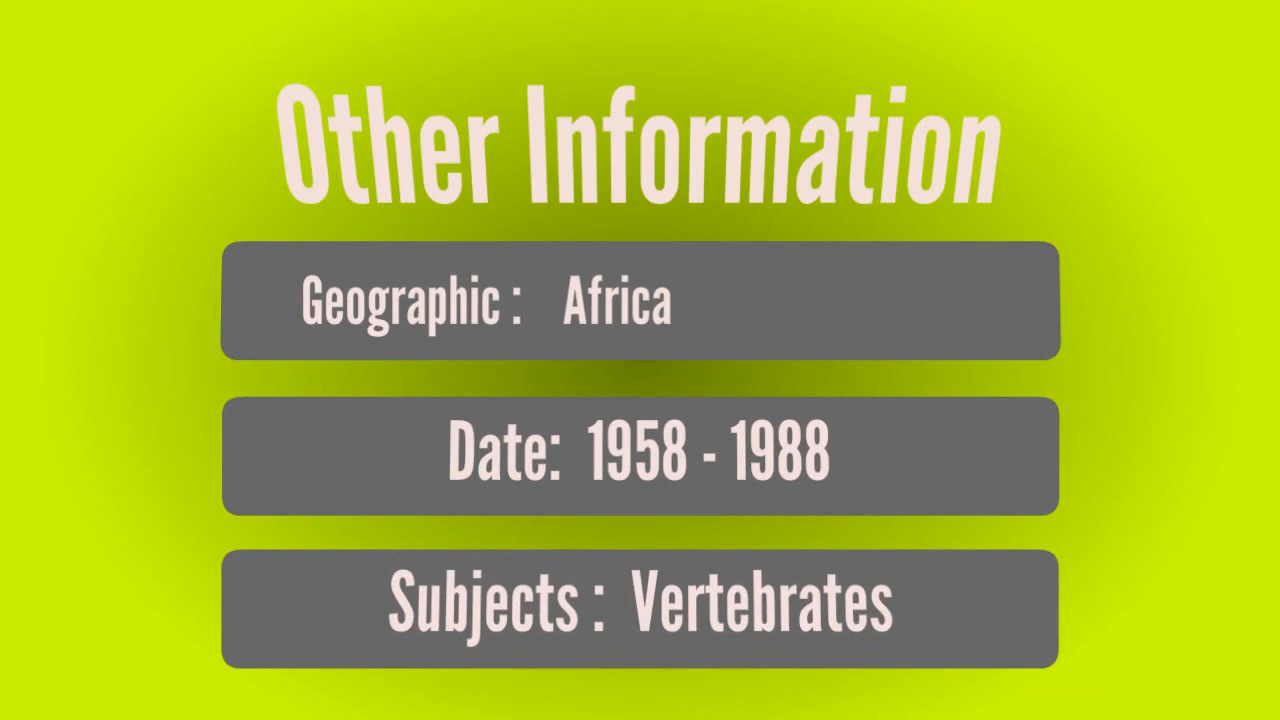 Other Information
Geographic : Africa
Date: 1958 - 1988
Subjects : Vertebrates